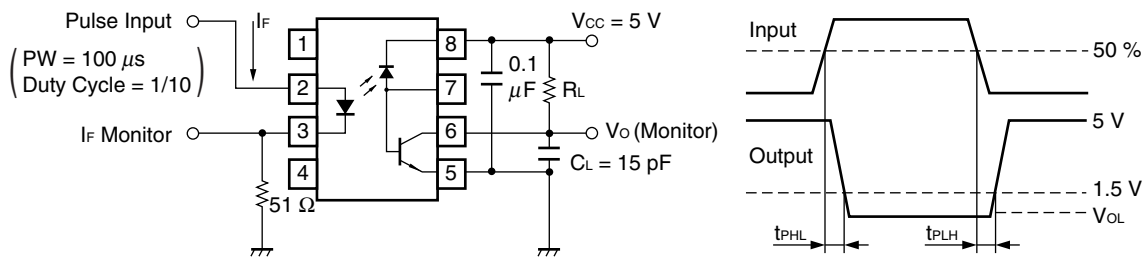 Pulse Input
IF
(PW = 100 μs
Duty Cycle = 1/10)
IF Monitor
51 Ω
1
2
3
4
8
7
6
5
VCC = 5 V
0.1
μF
RL
VO (Monitor)
CL = 15 pF
Input
50 %
5 V
Output
1.5 V
VOL
tPHL
tPLH